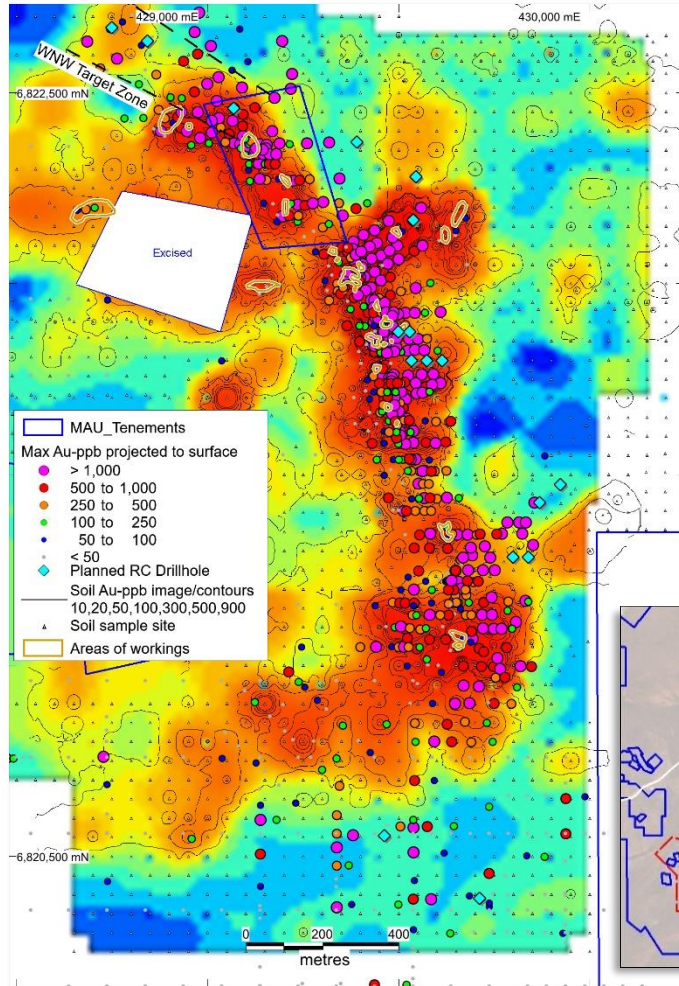 429,000 mE
430,000 mE
WNW Target Zone
6,822,500 mN
Excised
MAU_Tenements
Max Au-ppb projected to surface
> 1,000
500 to 1,000
250 to 500
100 to 250
50 to 100
< 50
Planned RC Drillhole
Soil Au-ppb image/contours
10,20,50,100,300,500,900
Soil sample site
Areas of workings
6,820,500 mN
0 200 400
metres